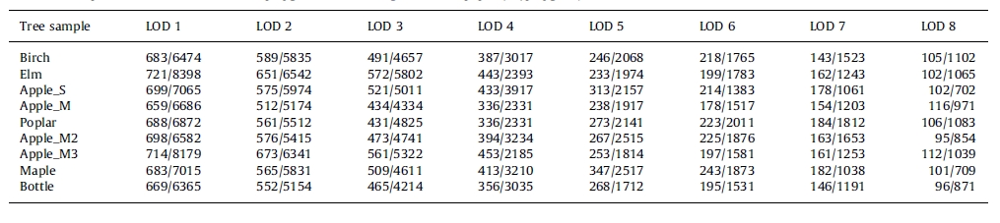 Tree sample LOD 1 LOD 2 LOD 3 LOD 4 LOD 5 LOD 6 LOD 7 LOD 8
Birch 683/6474 589/5835 491/4657 387/3017 246/2068 218/1765 143/1523 105/1102
Elm 721/8398 651/6542 572/5802 443/2393 233/1974 199/1783 162/1243 102/1065
Apple_S 699/7065 575/5974 521/5011 433/3917 313/2157 214/1383 178/1061 102/702
Apple_M 659/6686 512/5174 434/4334 336/2331 238/1917 178/1517 154/1203 116/971
Poplar 688/6872 561/5512 431/4825 336/2331 273/2141 223/2011 184/1812 106/1083
Apple_M2 698/6582 576/5415 473/4741 394/3234 267/2515 225/1876 163/1653 95/854
Apple_M3 714/8179 673/6341 561/5322 453/2185 253/1814 197/1581 161/1253 112/1039
Maple 683/7015 565/5831 509/4611 413/3210 347/2517 243/1873 182/1038 101/709
Bottle 669/6365 552/5154 465/4214 356/3035 268/1712 195/1531 146/1191 96/871